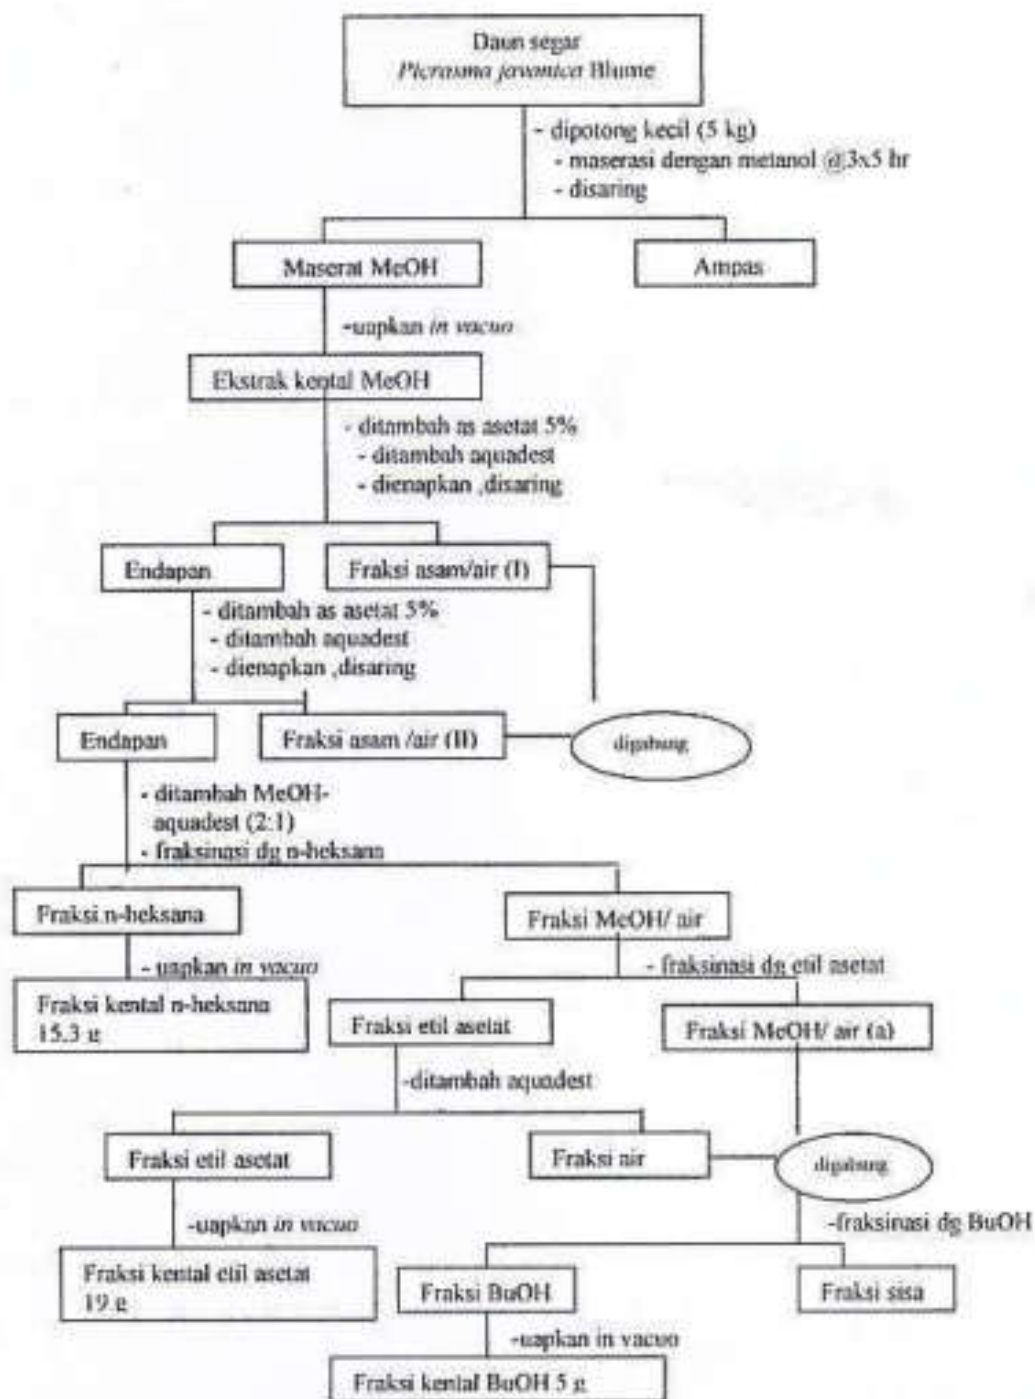 Daun segar
Picrasma javanica Blume
- dipotong kecil (5 kg)
- maserasi dengan metanol @3x5 hr
- disaring
Maserat MeOH
Ampas
-uapkan in vacuo
Ekstrak kental MeOH
- ditambah as asetat 5%
- ditambah aquadest
- dienapkan ,disaring
Endapan
Fraksi asam/air (I)
- ditambah as asetat 5%
- ditambah aquadest
- dienapkan ,disaring
Endapan
Fraksi asam /air (II)
digabung
- ditambah MeOH-
aquadest (2:1)
- fraksinasi dg n-heksana
Fraksi n-heksana
Fraksi MeOH/ air
- uapkan in vacuo
- fraksinasi dg etil asetat
Fraksi kental n-heksana
15.3 g
Fraksi etil asetat
Fraksi MeOH/ air (a)
-ditambah aquadest
Fraksi etil asetat
Fraksi air
digabung
-uapkan in vacuo
-fraksinasi dg BuOH
Fraksi kental etil asetat
19 g
Fraksi BuOH
Fraksi sisa
-uapkan in vacuo
Fraksi kental BuOH 5 g